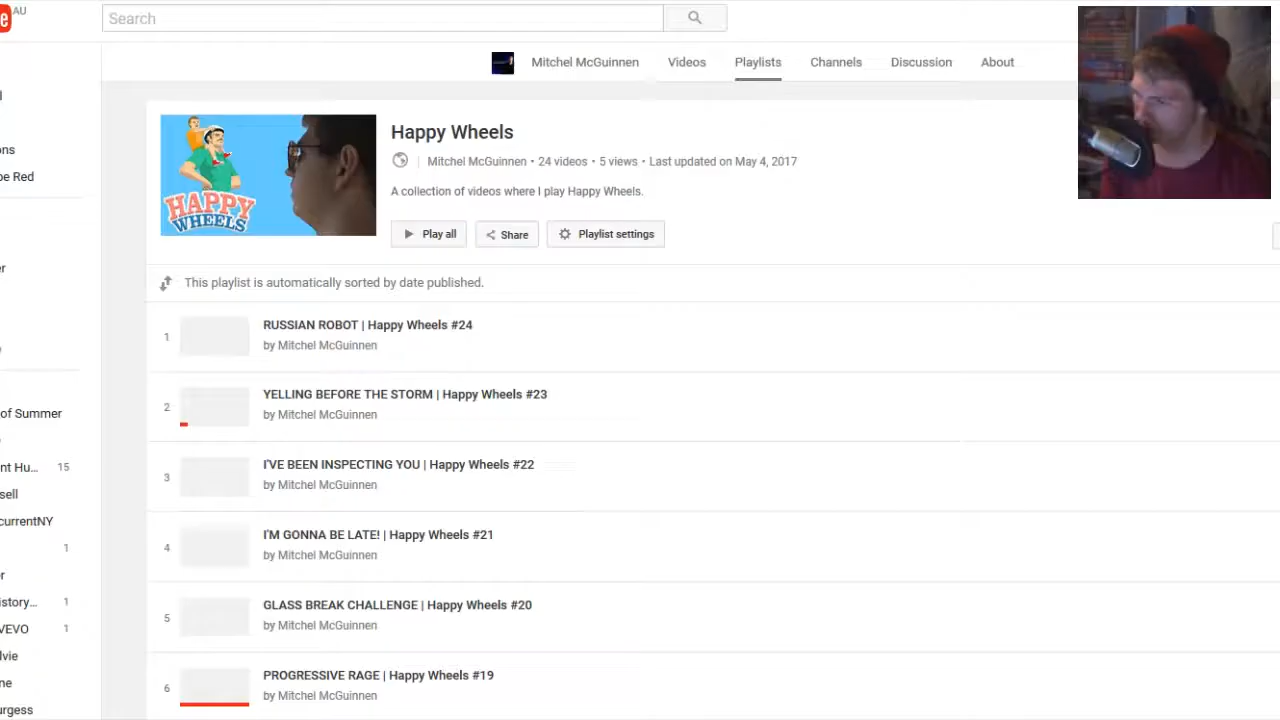 e AU
Search
Mitchel McGuinnen Videos Playlists Channels Discussion About
l
ons
be Red
er
e
of Summer
nt Hu... 15
sell
currentNY
1
r
istory... 1
VEVO 1
lvie
ne
urgess
HAPPY
WHEELS
Happy Wheels
Mitchel McGuinnen • 24 videos • 5 views • Last updated on May 4, 2017
A collection of videos where I play Happy Wheels.
Play all Share Playlist settings
This playlist is automatically sorted by date published.
1 RUSSIAN ROBOT | Happy Wheels #24
by Mitchel McGuinnen
2 YELLING BEFORE THE STORM | Happy Wheels #23
by Mitchel McGuinnen
3 I'VE BEEN INSPECTING YOU | Happy Wheels #22
by Mitchel McGuinnen
4 I'M GONNA BE LATE! | Happy Wheels #21
by Mitchel McGuinnen
5 GLASS BREAK CHALLENGE | Happy Wheels #20
by Mitchel McGuinnen
6 PROGRESSIVE RAGE | Happy Wheels #19
by Mitchel McGuinnen